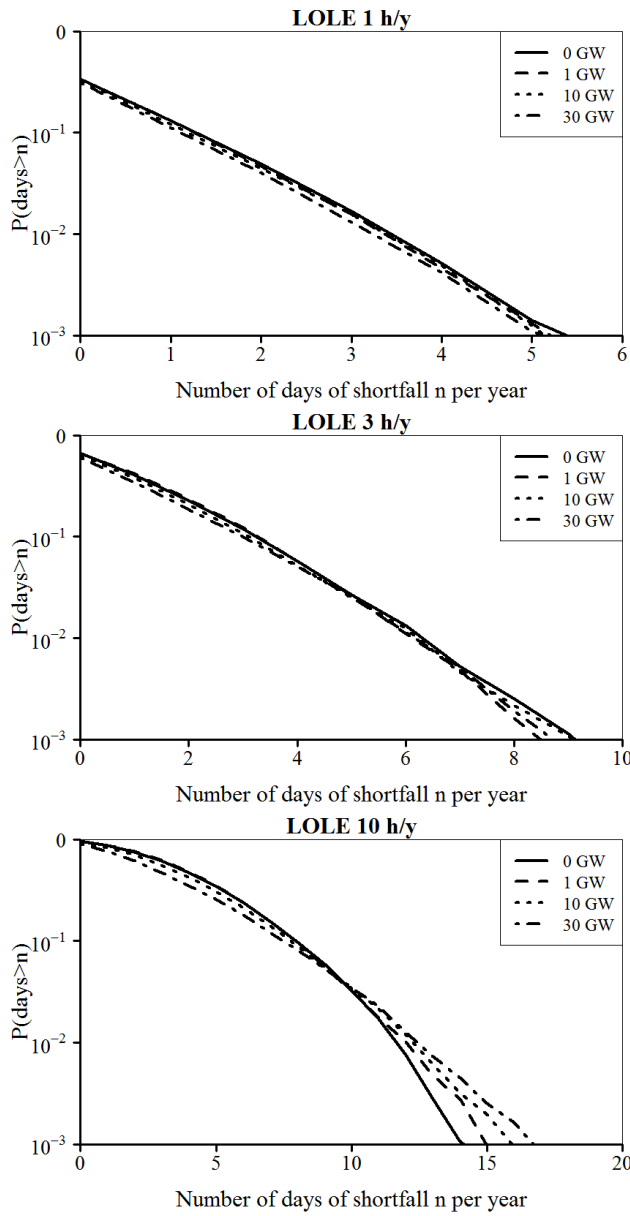 LOLE 1 h/y
0
10⁻¹
10⁻²
10⁻³
P(days>n)
0 GW
1 GW
10 GW
30 GW
0 1 2 3 4 5 6
Number of days of shortfall n per year
LOLE 3 h/y
0
10⁻¹
10⁻²
10⁻³
P(days>n)
0 GW
1 GW
10 GW
30 GW
0 2 4 6 8 10
Number of days of shortfall n per year
LOLE 10 h/y
0
10⁻¹
10⁻²
10⁻³
P(days>n)
0 GW
1 GW
10 GW
30 GW
0 5 10 15 20
Number of days of shortfall n per year